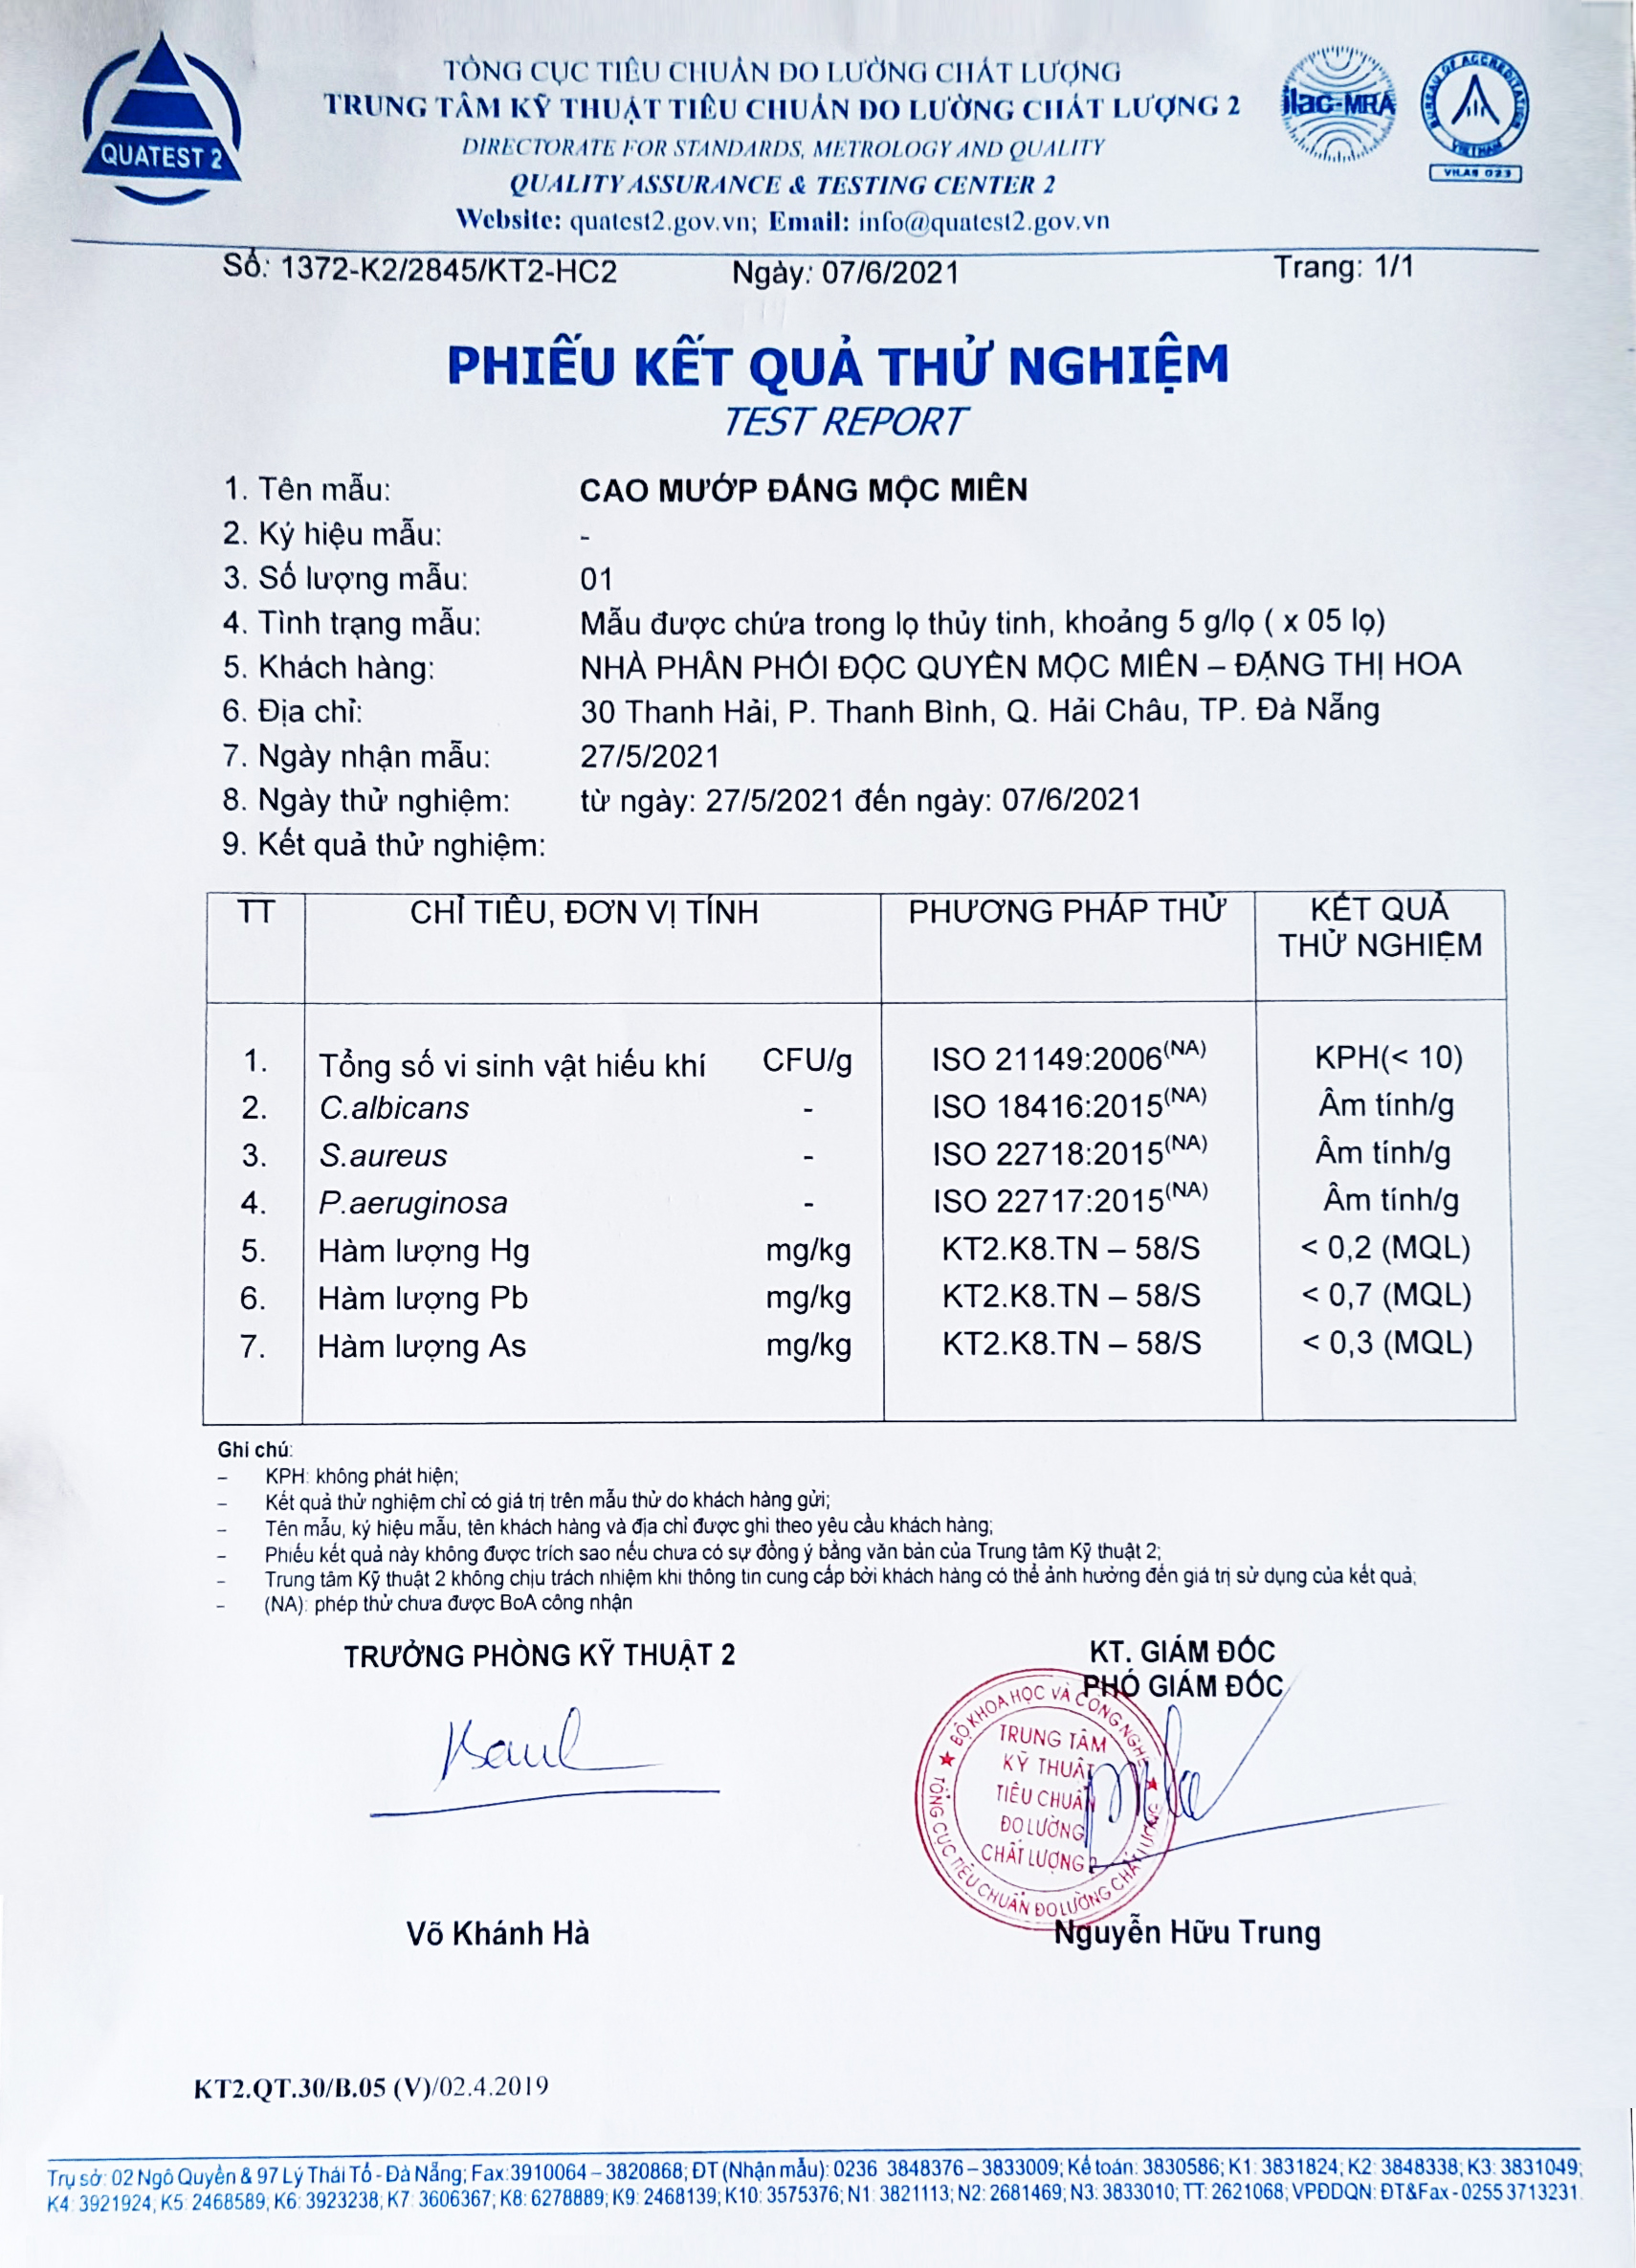 QUATEST 2
TỔNG CỤC TIÊU CHUẨN ĐO LƯỜNG CHẤT LƯỢNG
TRUNG TÂM KỸ THUẬT TIÊU CHUẨN ĐO LƯỜNG CHẤT LƯỢNG 2
DIRECTORATE FOR STANDARDS, METROLOGY AND QUALITY
QUALITY ASSURANCE & TESTING CENTER 2
Website: quatest2.gov.vn; Email: info@quatest2.gov.vn
ilac-MRA
BUREAU OF ACCREDITATION
VIETNAM
VILAS 023
Số: 1372-K2/2845/KT2-HC2 Ngày: 07/6/2021 Trang: 1/1
PHIẾU KẾT QUẢ THỬ NGHIỆM
TEST REPORT
1. Tên mẫu: CAO MƯỚP ĐẮNG MỘC MIÊN
2. Ký hiệu mẫu: -
3. Số lượng mẫu: 01
4. Tình trạng mẫu: Mẫu được chứa trong lọ thủy tinh, khoảng 5 g/lọ ( x 05 lọ)
5. Khách hàng: NHÀ PHÂN PHỐI ĐỘC QUYỀN MỘC MIÊN – ĐẶNG THỊ HOA
6. Địa chỉ: 30 Thanh Hải, P. Thanh Bình, Q. Hải Châu, TP. Đà Nẵng
7. Ngày nhận mẫu: 27/5/2021
8. Ngày thử nghiệm: từ ngày: 27/5/2021 đến ngày: 07/6/2021
9. Kết quả thử nghiệm:
TT CHỈ TIÊU, ĐƠN VỊ TÍNH PHƯƠNG PHÁP THỬ KẾT QUẢ
THỬ NGHIỆM
1. Tổng số vi sinh vật hiếu khí CFU/g ISO 21149:2006(NA) KPH(< 10)
2. C.albicans - ISO 18416:2015(NA) Âm tính/g
3. S.aureus - ISO 22718:2015(NA) Âm tính/g
4. P.aeruginosa - ISO 22717:2015(NA) Âm tính/g
5. Hàm lượng Hg mg/kg KT2.K8.TN – 58/S < 0,2 (MQL)
6. Hàm lượng Pb mg/kg KT2.K8.TN – 58/S < 0,7 (MQL)
7. Hàm lượng As mg/kg KT2.K8.TN – 58/S < 0,3 (MQL)
Ghi chú:
– KPH: không phát hiện;
– Kết quả thử nghiệm chỉ có giá trị trên mẫu thử do khách hàng gửi;
– Tên mẫu, ký hiệu mẫu, tên khách hàng và địa chỉ được ghi theo yêu cầu khách hàng;
– Phiếu kết quả này không được trích sao nếu chưa có sự đồng ý bằng văn bản của Trung tâm Kỹ thuật 2;
– Trung tâm Kỹ thuật 2 không chịu trách nhiệm khi thông tin cung cấp bởi khách hàng có thể ảnh hưởng đến giá trị sử dụng của kết quả;
– (NA): phép thử chưa được BoA công nhận
TRƯỞNG PHÒNG KỸ THUẬT 2 KT. GIÁM ĐỐC
PHÓ GIÁM ĐỐC
BỘ KHOA HỌC VÀ CÔNG NGHỆ
TỔNG CỤC TIÊU CHUẨN ĐO LƯỜNG CHẤT LƯỢNG
TRUNG TÂM
KỸ THUẬT
TIÊU CHUẨN
ĐO LƯỜNG
CHẤT LƯỢNG 2
Võ Khánh Hà Nguyễn Hữu Trung
KT2.QT.30/B.05 (V)/02.4.2019
Trụ sở: 02 Ngô Quyền & 97 Lý Thái Tổ - Đà Nẵng; Fax:3910064 – 3820868; ĐT (Nhận mẫu): 0236 3848376 – 3833009; Kế toán: 3830586; K1: 3831824; K2: 3848338; K3: 3831049;
K4: 3921924; K5: 2468589; K6: 3923238; K7: 3606367; K8: 6278889; K9: 2468139; K10: 3575376; N1: 3821113; N2: 2681469; N3: 3833010; TT: 2621068; VPĐDQN: ĐT&Fax - 0255 3713231.